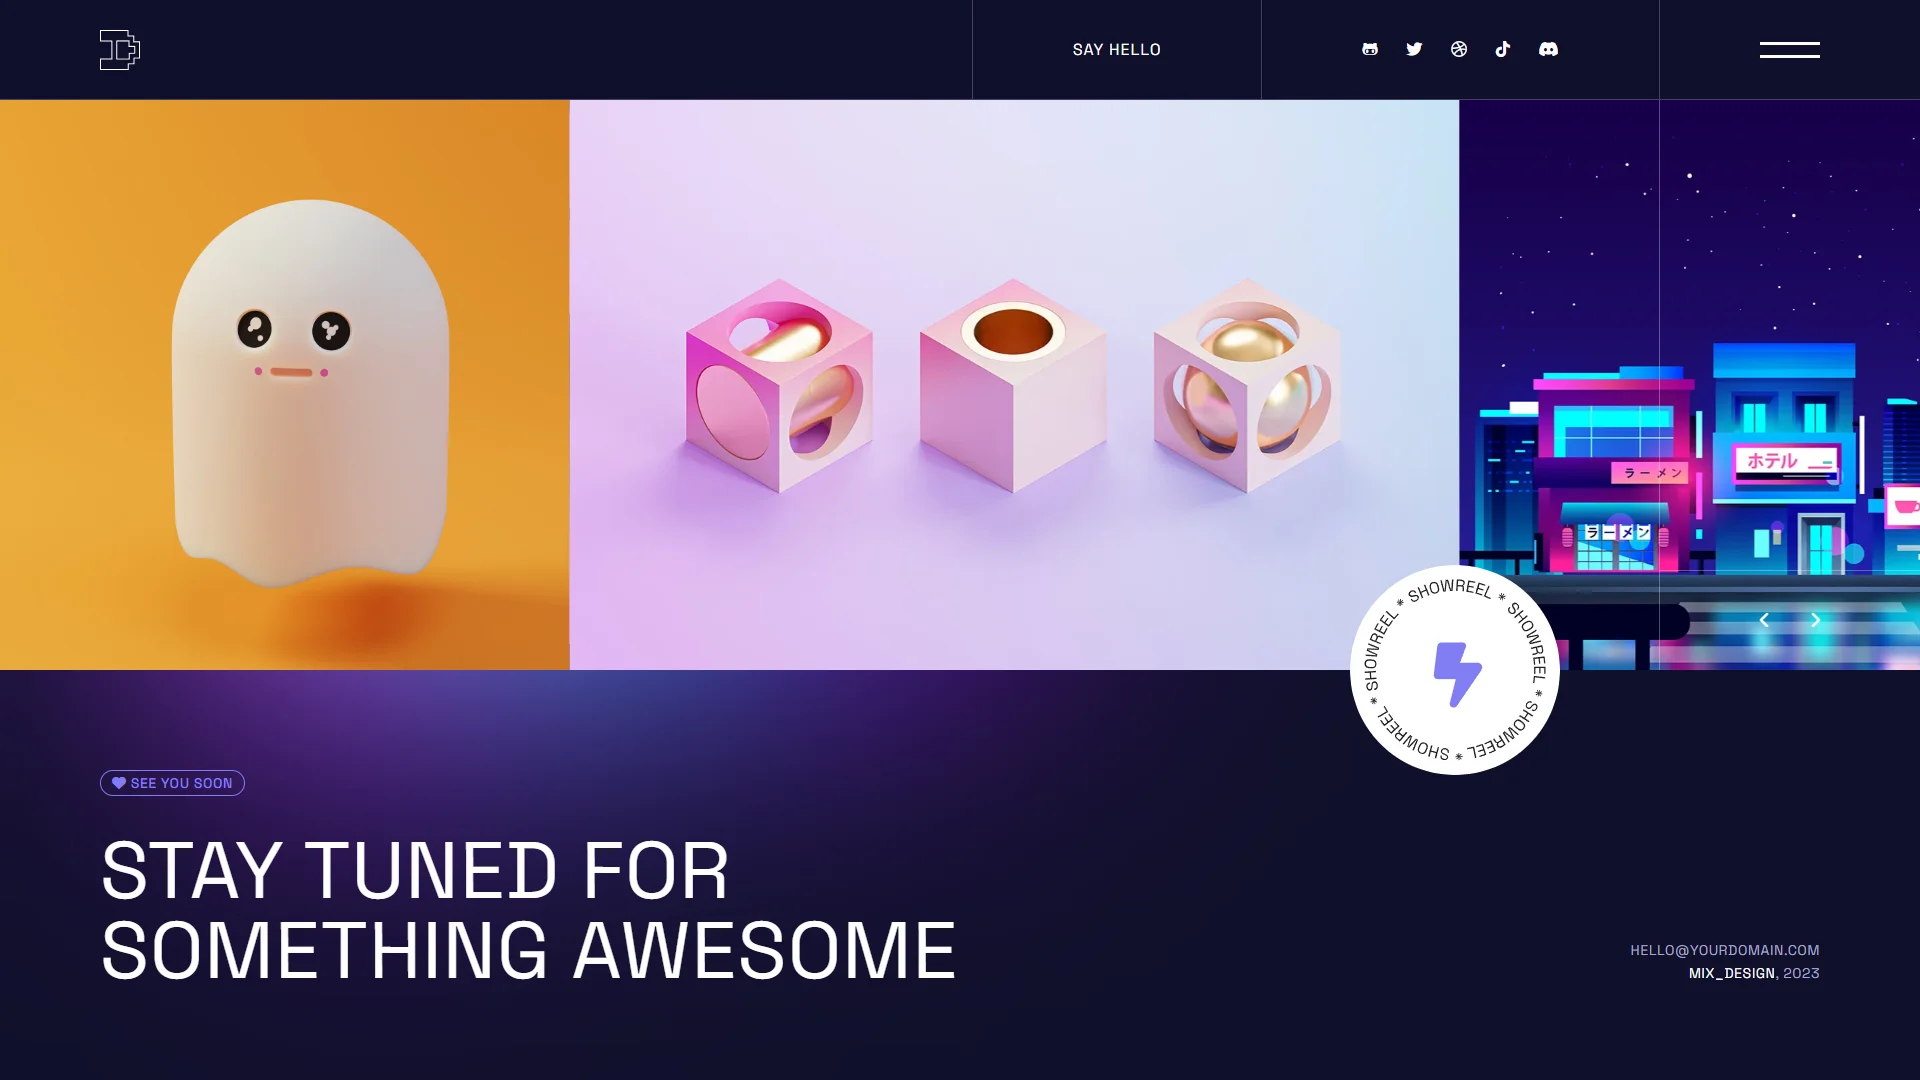 SAY HELLO
ラーメン
ホテル
ラーメン
SHOWREEL * SHOWREEL * SHOWREEL * SHOWREEL * SHOWREEL *
SEE YOU SOON
STAY TUNED FOR
SOMETHING AWESOME
HELLO@YOURDOMAIN.COM
MIX_DESIGN, 2023